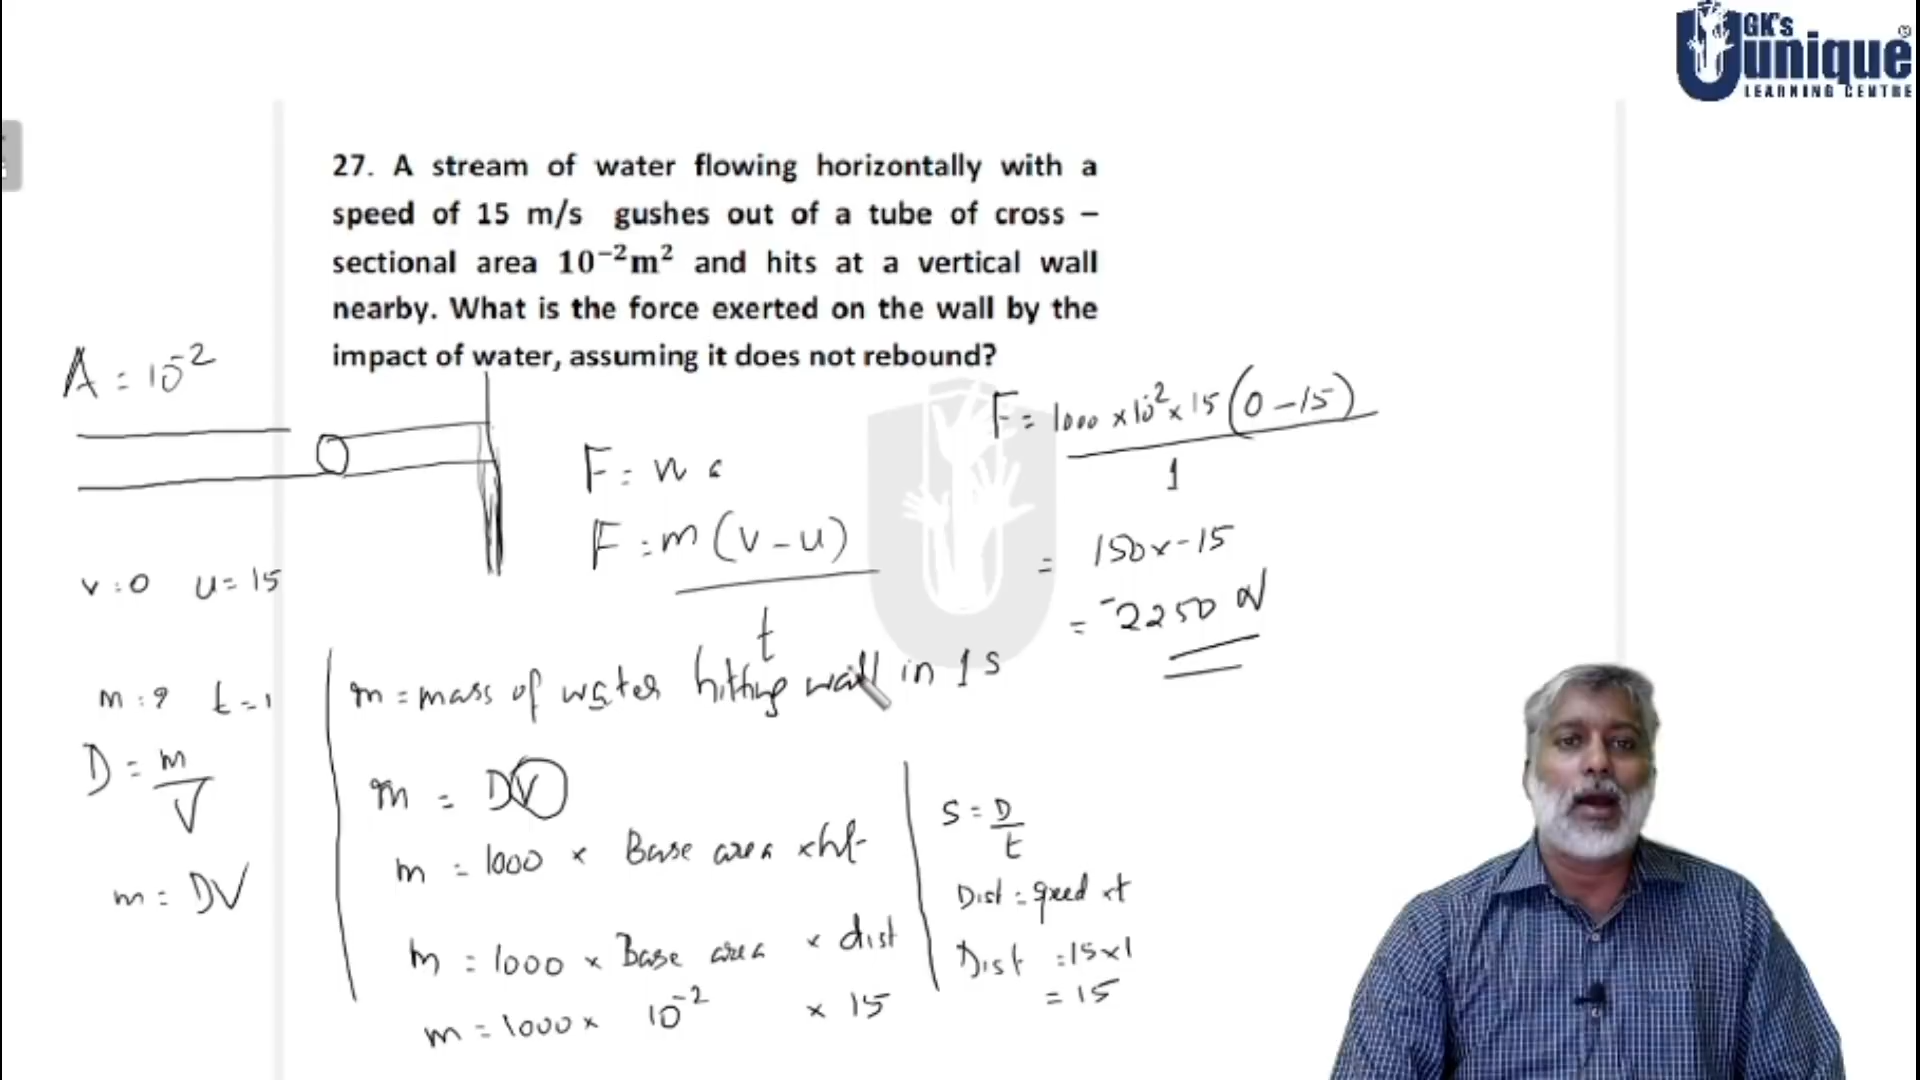 GK's
unique
LEARNING CENTRE
27. A stream of water flowing horizontally with a
speed of 15 m/s gushes out of a tube of cross –
sectional area 10⁻²m² and hits at a vertical wall
nearby. What is the force exerted on the wall by the
impact of water, assuming it does not rebound?
A = 10⁻²
v = 0 u = 15
m = ? t = 1
D = m/V
m = DV
F = m a
F = m (v - u)
t
m = mass of water hitting wall in 1 s
m = DV
m = 1000 × Base area × ht
m = 1000 × Base area × dist
m = 1000 × 10⁻² × 15
S = D/t
Dist = speed × t
Dist = 15×1
= 15
F = 1000 × 10⁻² × 15 (0 - 15)
1
= 150 × -15
= -2250 N